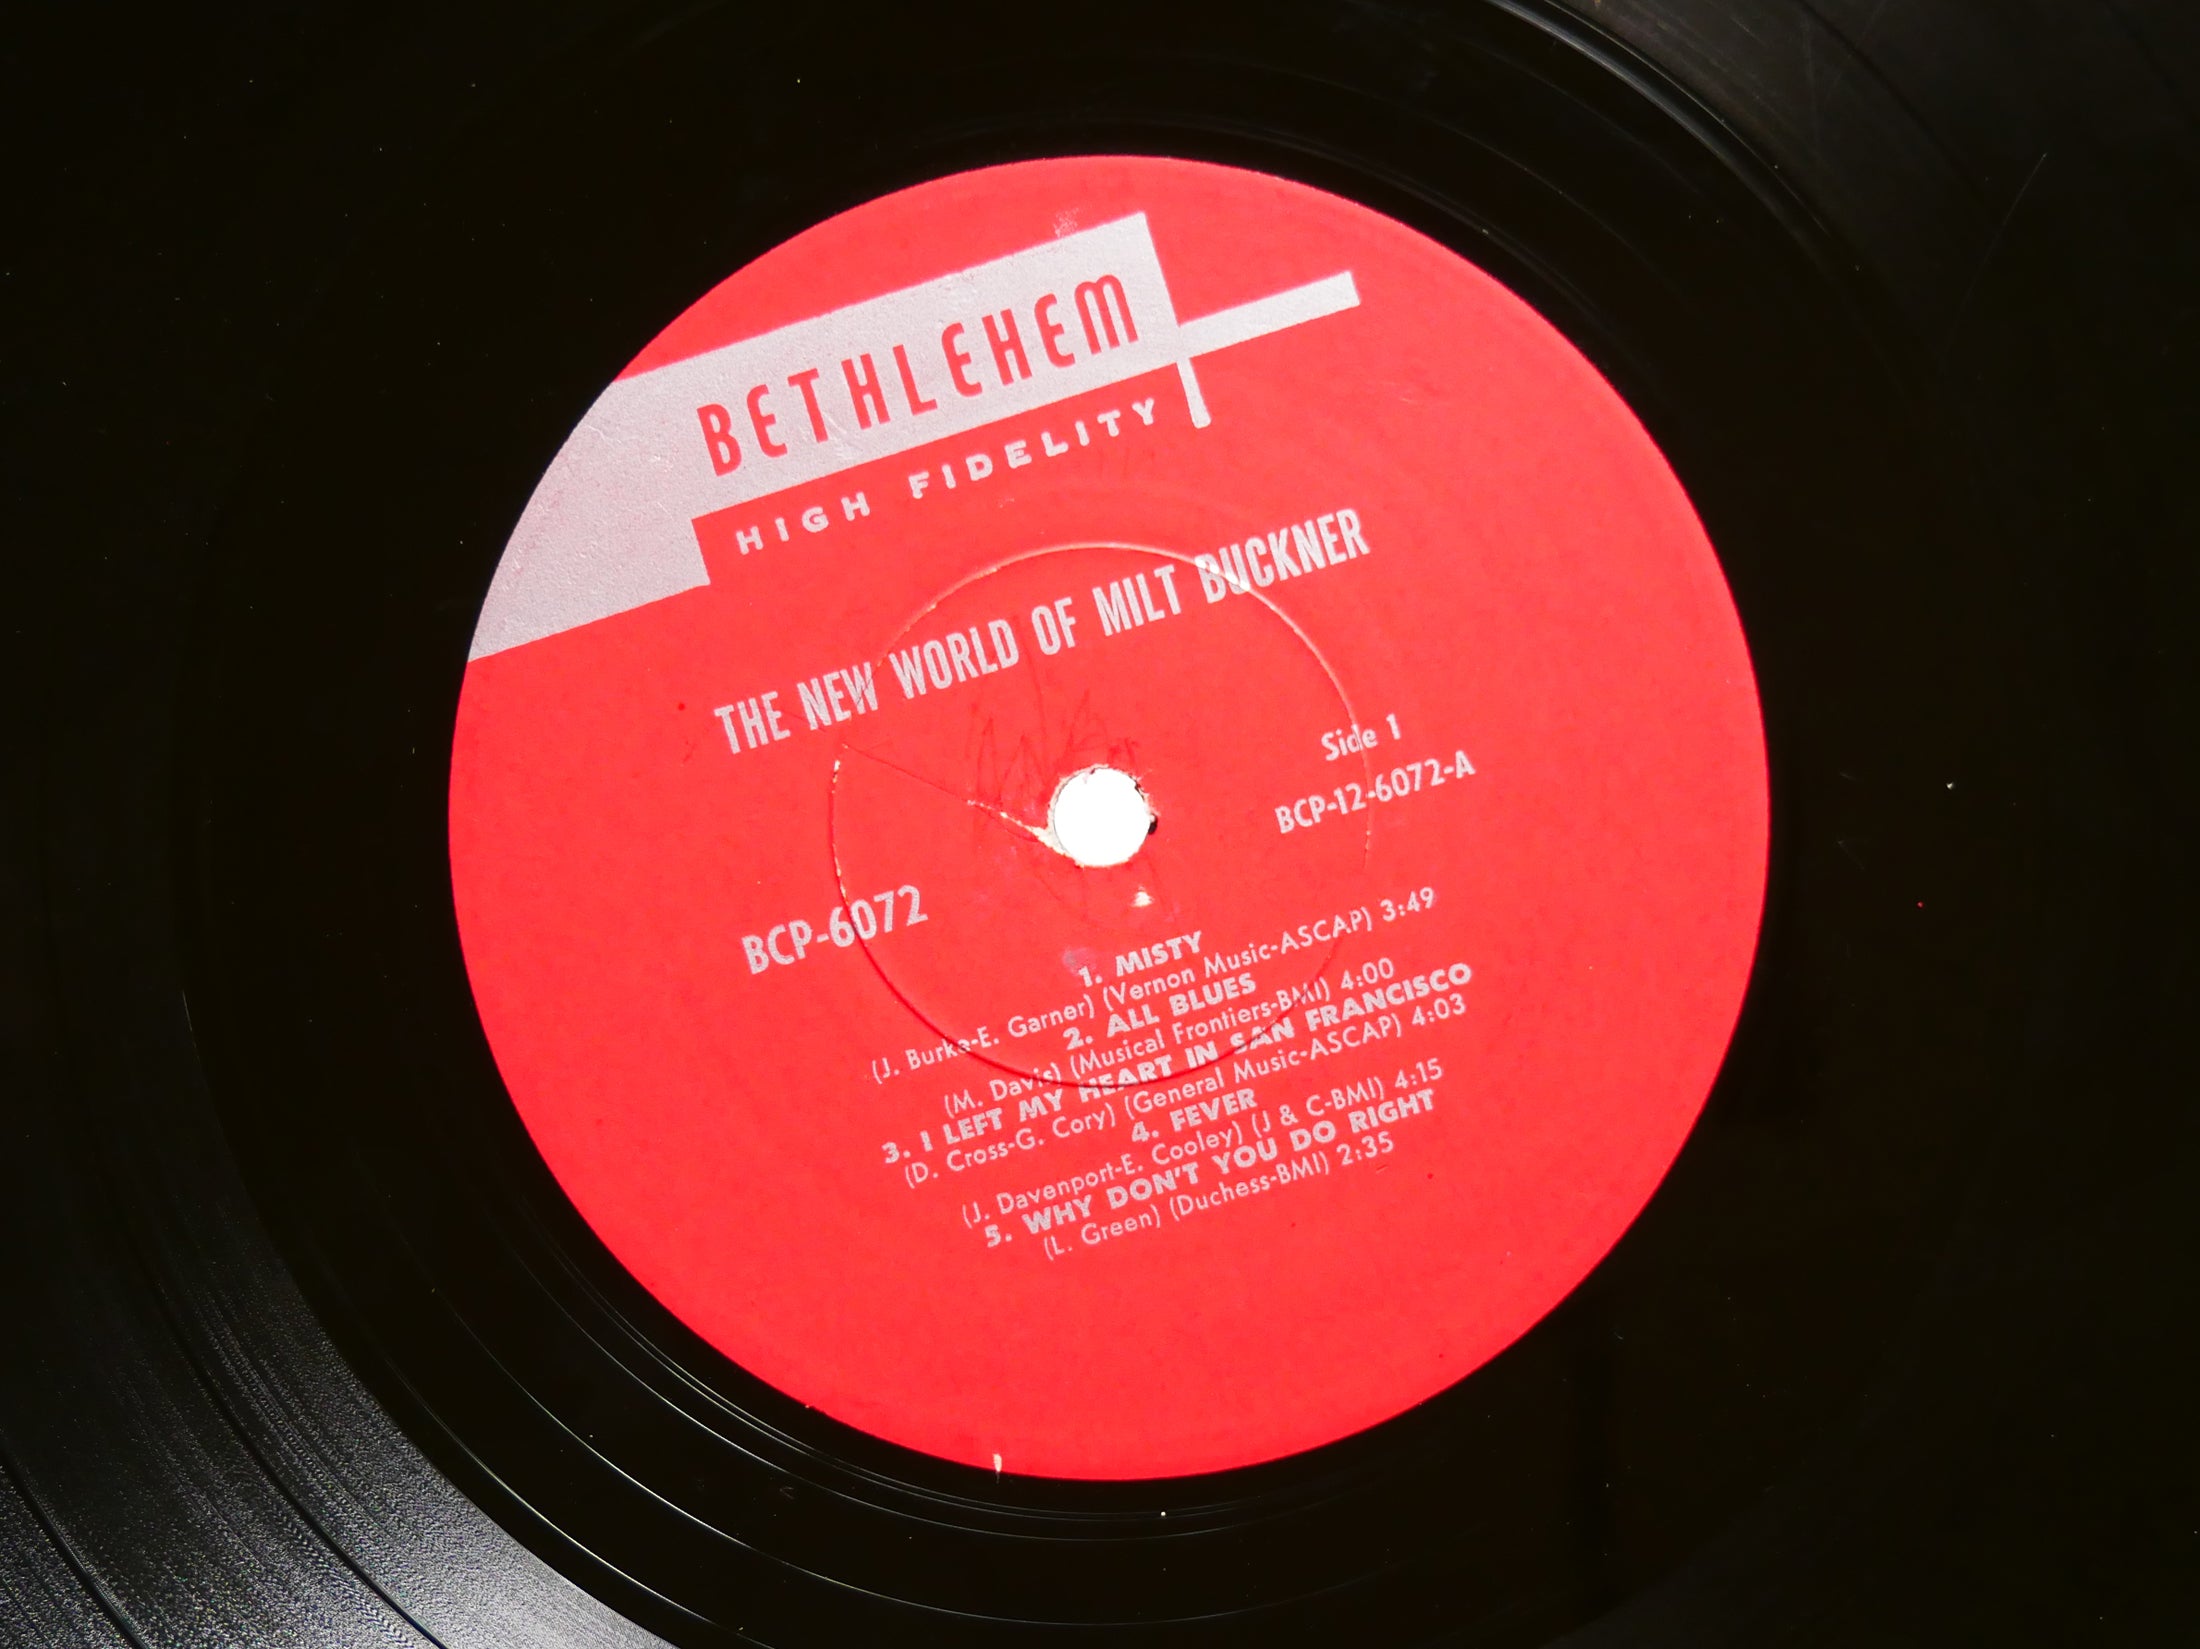 BETHLEHEM
HIGH FIDELITY
THE NEW WORLD OF MILT BUCKNER
Side 1
BCP-12-6072-A
BCP-6072
1. MISTY
(J. Burke-E. Garner) (Vernon Music-ASCAP) 3:49
2. ALL BLUES
(M. Davis) (Musical Frontiers-BMI) 4:00
3. I LEFT MY HEART IN SAN FRANCISCO
(D. Cross-G. Cory) (General Music-ASCAP) 4:03
4. FEVER
(J. Davenport-E. Cooley) (J & C-BMI) 4:15
5. WHY DON'T YOU DO RIGHT
(L. Green) (Duchess-BMI) 2:35